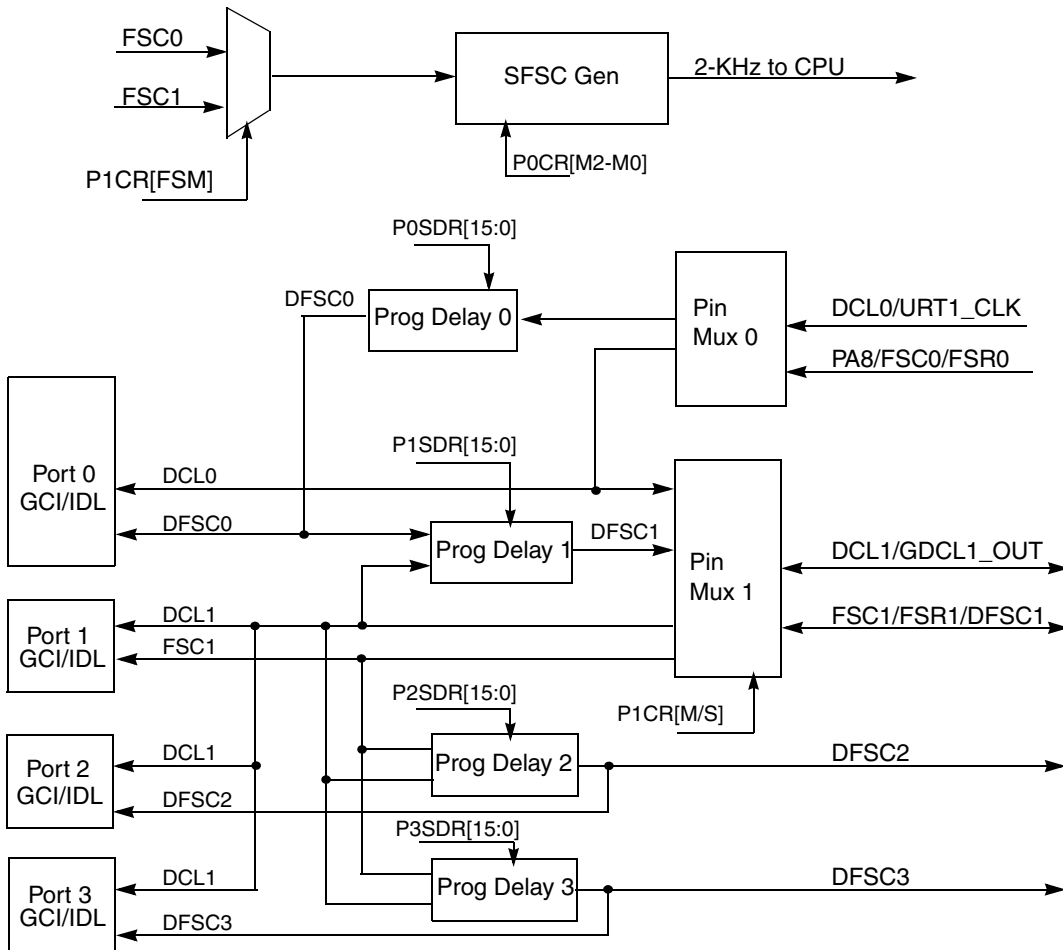 FSC0
FSC1
SFSC Gen
2-KHz to CPU
P1CR[FSM]
P0CR[M2-M0]
P0SDR[15:0]
DFSC0
Prog Delay 0
Pin
Mux 0
DCL0/URT1_CLK
PA8/FSC0/FSR0
Port 0
GCI/IDL
DCL0
DFSC0
P1SDR[15:0]
Prog Delay 1
DFSC1
Pin
Mux 1
DCL1/GDCL1_OUT
FSC1/FSR1/DFSC1
Port 1
GCI/IDL
DCL1
FSC1
P2SDR[15:0]
P1CR[M/S]
Port 2
GCI/IDL
DCL1
DFSC2
Prog Delay 2
DFSC2
P3SDR[15:0]
Port 3
GCI/IDL
DCL1
DFSC3
Prog Delay 3
DFSC3